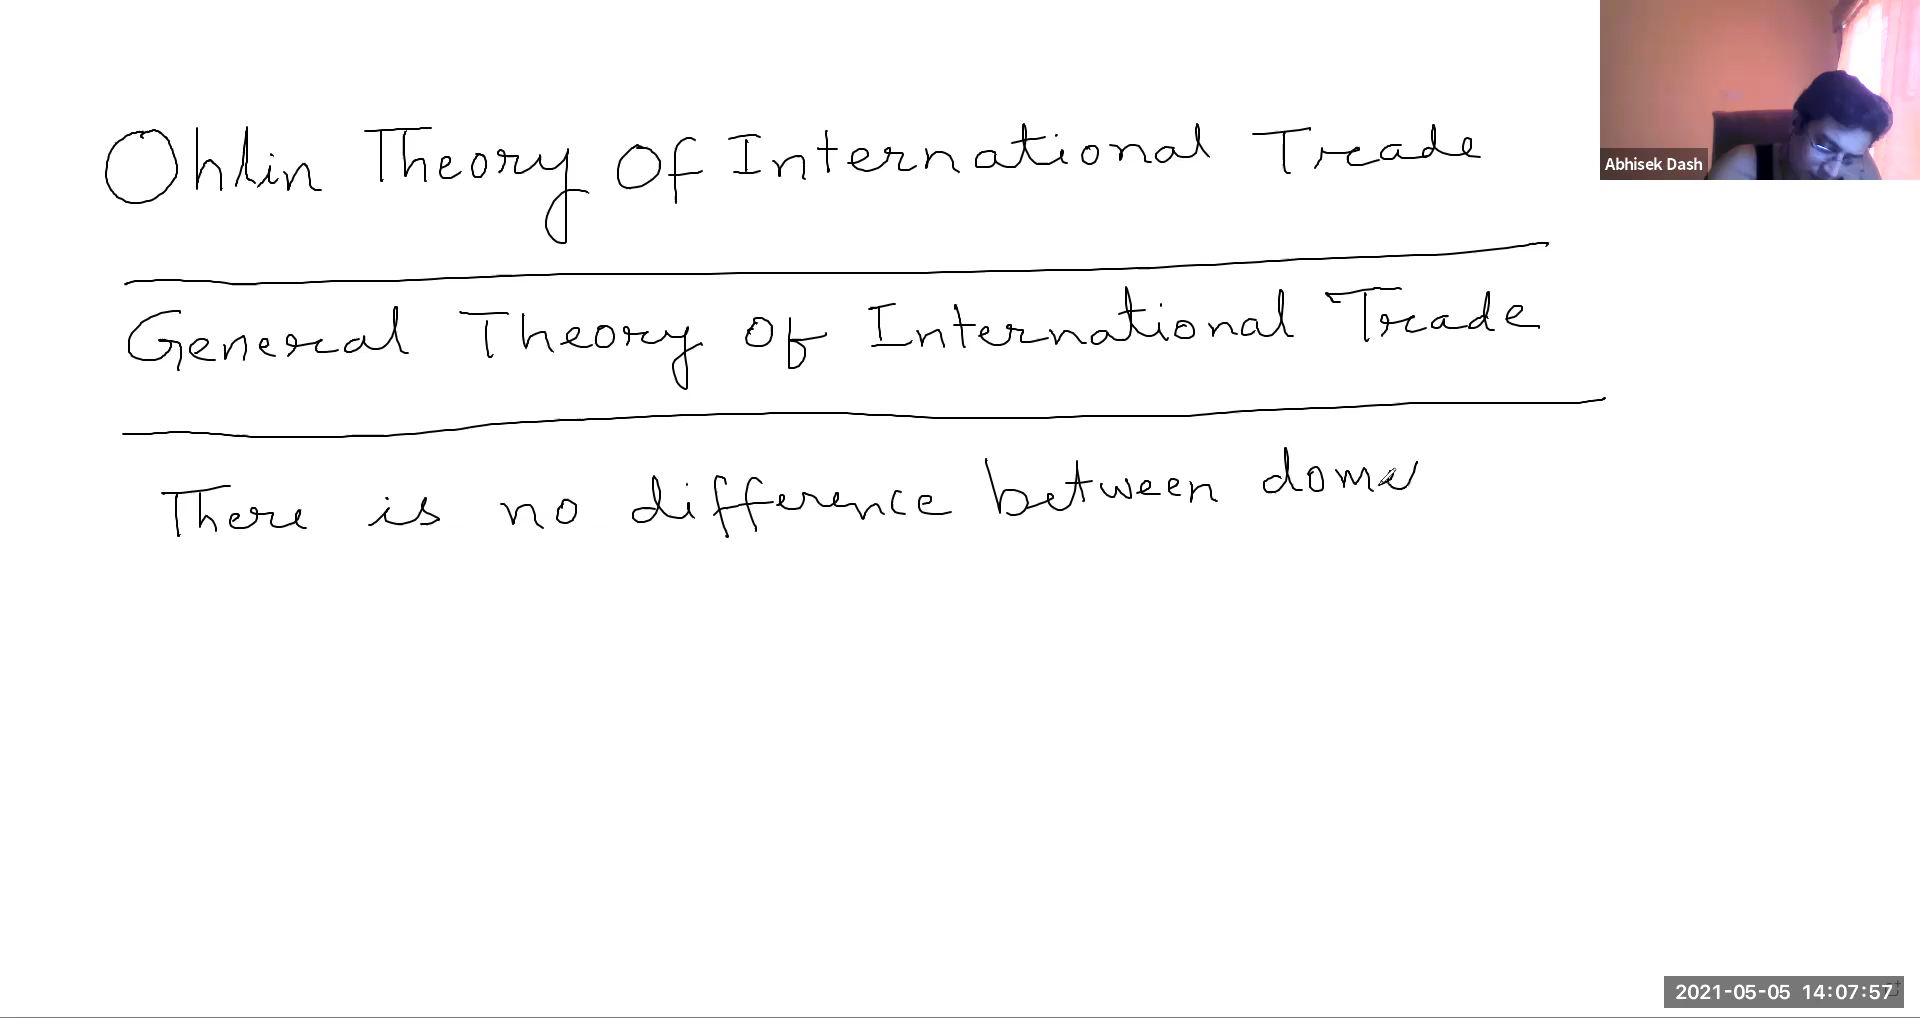 Ohlin Theory Of International Trade
Abhisek Dash
General Theory Of International Trade
There is no difference between dome
2021-05-05 14:07:57